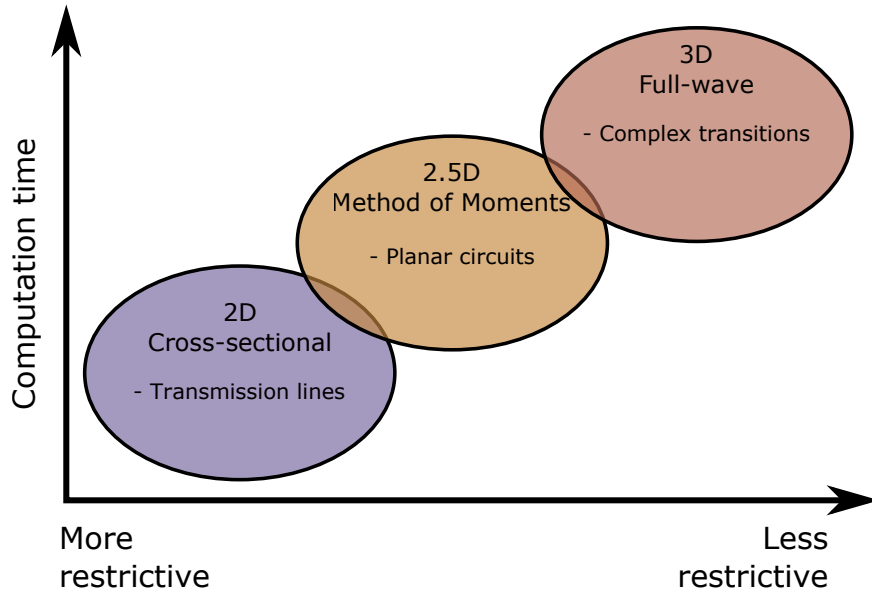 3D
Full-wave
- Complex transitions
2.5D
Method of Moments
- Planar circuits
2D
Cross-sectional
- Transmission lines
Computation time
More
restrictive
Less
restrictive